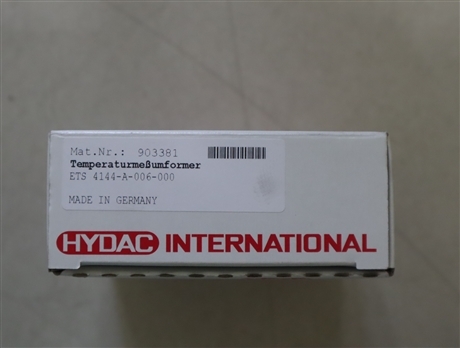 Mat.Nr.: 903381
Temperaturmeßumformer
ETS 4144-A-006-000
MADE IN GERMANY
HYDAC INTERNATIONAL